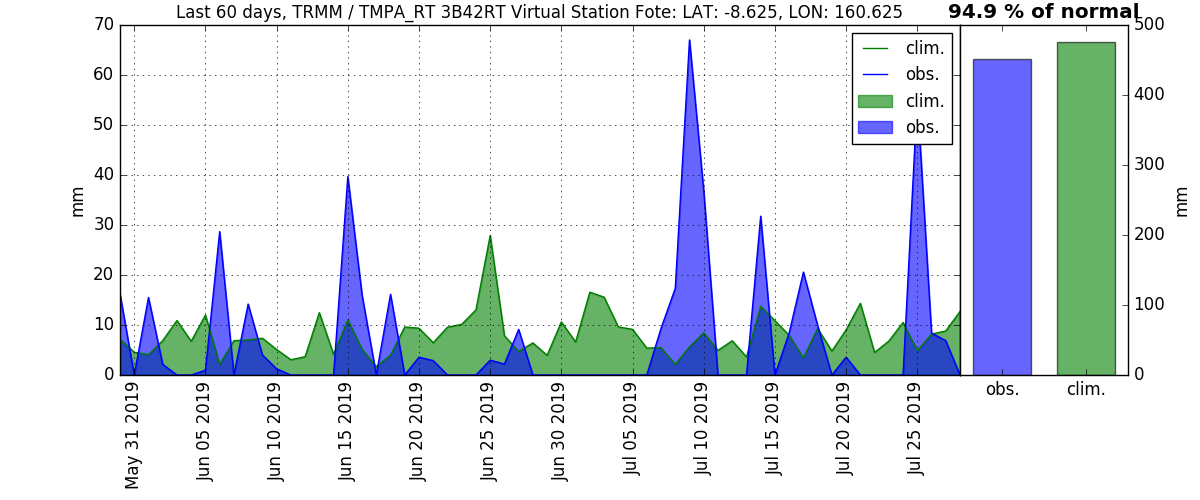 Last 60 days, TRMM / TMPA_RT 3B42RT Virtual Station Fote: LAT: -8.625, LON: 160.625
94.9 % of normal
70
60
50
40
30
20
10
0
mm
clim.
obs.
clim.
obs.
500
400
300
200
100
0
mm
obs.
clim.
May 31 2019
Jun 05 2019
Jun 10 2019
Jun 15 2019
Jun 20 2019
Jun 25 2019
Jun 30 2019
Jul 05 2019
Jul 10 2019
Jul 15 2019
Jul 20 2019
Jul 25 2019